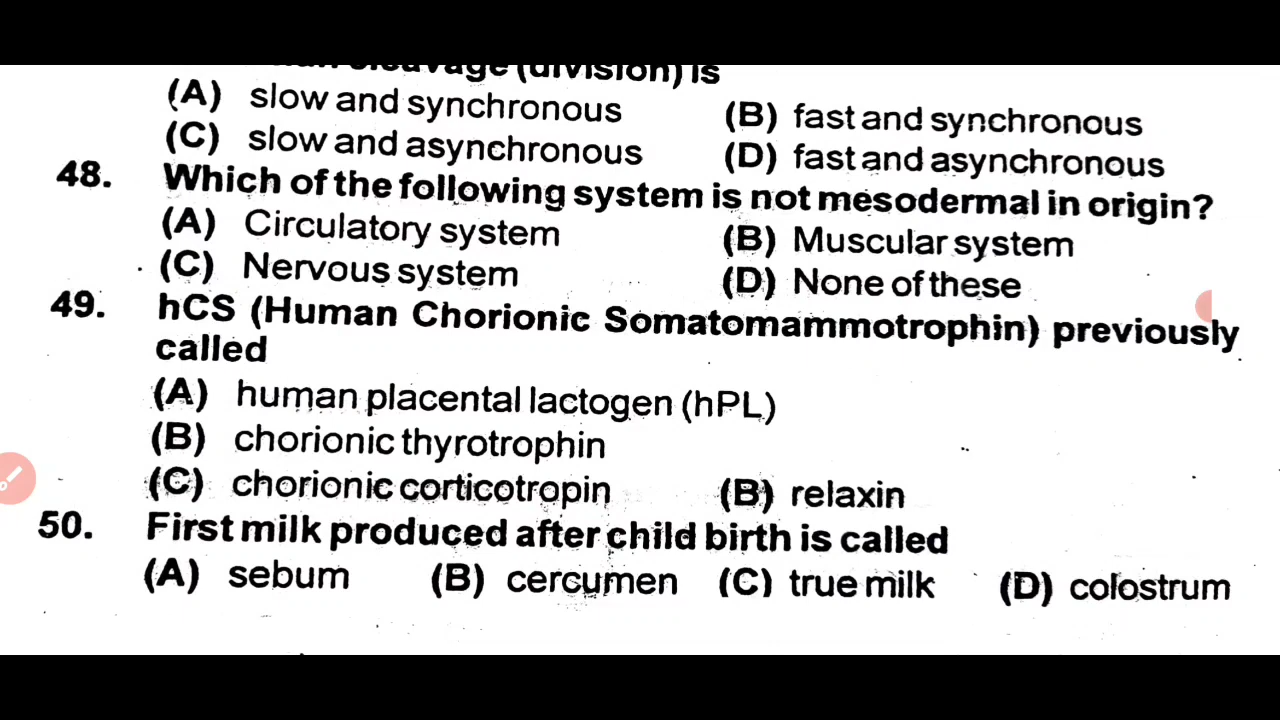 cleavage (division) is
(A) slow and synchronous (B) fast and synchronous
(C) slow and asynchronous (D) fast and asynchronous
48. Which of the following system is not mesodermal in origin?
(A) Circulatory system (B) Muscular system
(C) Nervous system (D) None of these
49. hCS (Human Chorionic Somatomammotrophin) previously
called
(A) human placental lactogen (hPL)
(B) chorionic thyrotrophin
(C) chorionic corticotropin (B) relaxin
50. First milk produced after child birth is called
(A) sebum (B) cercumen (C) true milk (D) colostrum